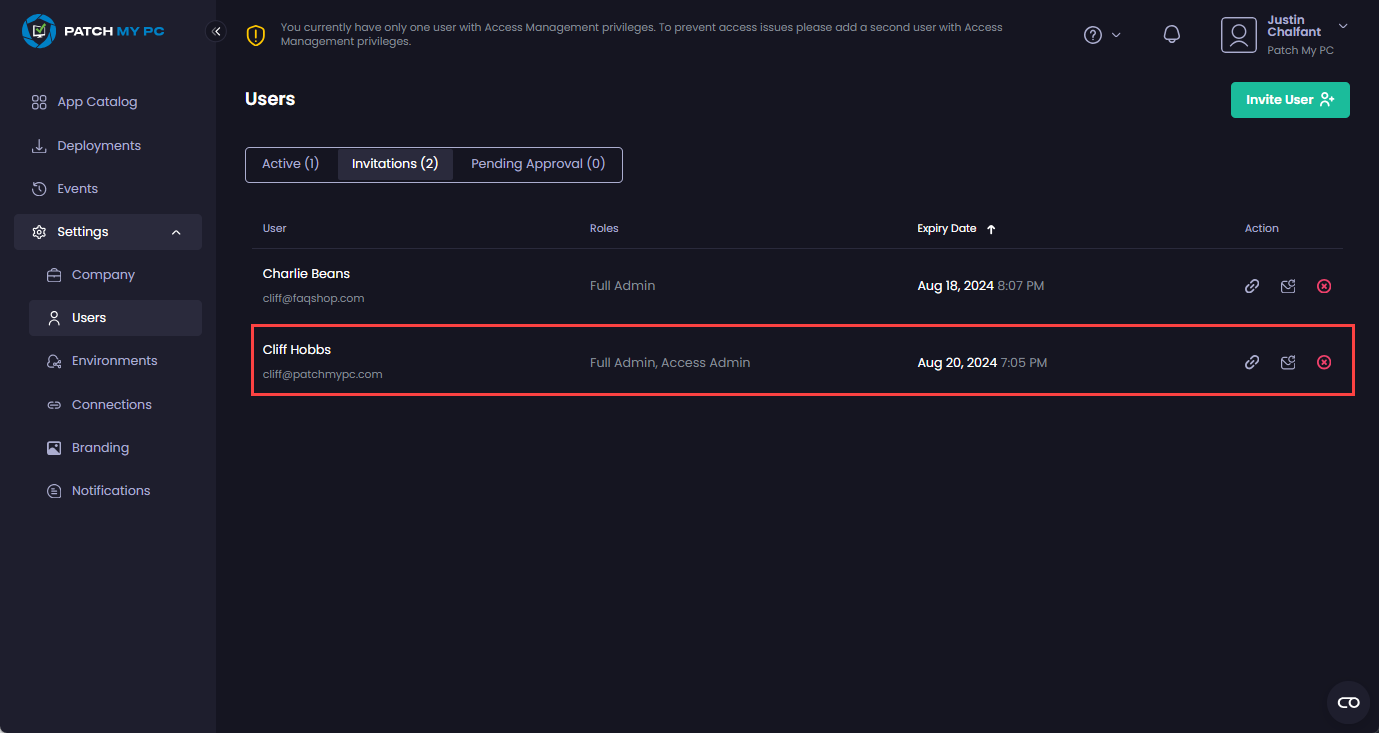 PATCH MY PC
You currently have only one user with Access Management privileges. To prevent access issues please add a second user with Access
Management privileges.
Justin
Chalfant
Patch My PC
App Catalog
Deployments
Events
Settings
Company
Users
Environments
Connections
Branding
Notifications
Users
Invite User
Active (1)
Invitations (2)
Pending Approval (0)
User
Roles
Expiry Date
Action
Charlie Beans
cliff@faqshop.com
Full Admin
Aug 18, 2024 8:07 PM
Cliff Hobbs
cliff@patchmypc.com
Full Admin, Access Admin
Aug 20, 2024 7:05 PM